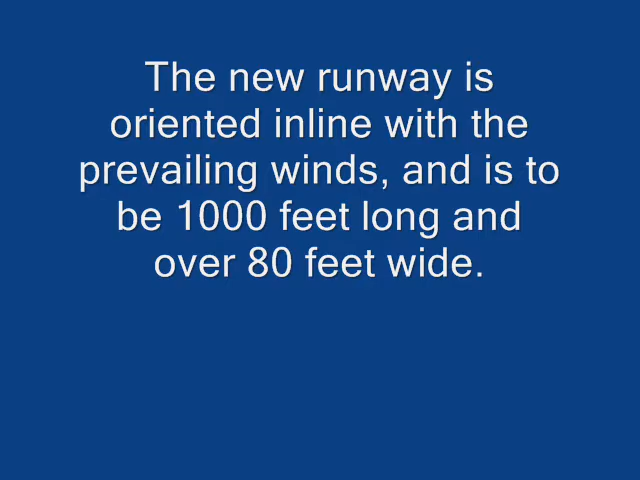 The new runway is
oriented inline with the
prevailing winds, and is to
be 1000 feet long and
over 80 feet wide.